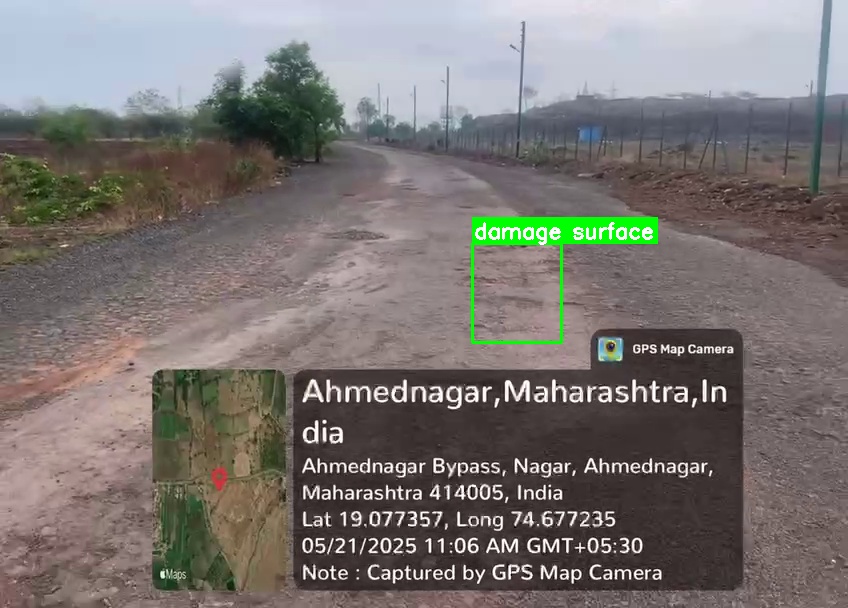 damage surface
GPS Map Camera
Ahmednagar,Maharashtra,In
dia
Ahmednagar Bypass, Nagar, Ahmednagar,
Maharashtra 414005, India
Lat 19.077357, Long 74.677235
05/21/2025 11:06 AM GMT+05:30
Note : Captured by GPS Map Camera
Maps